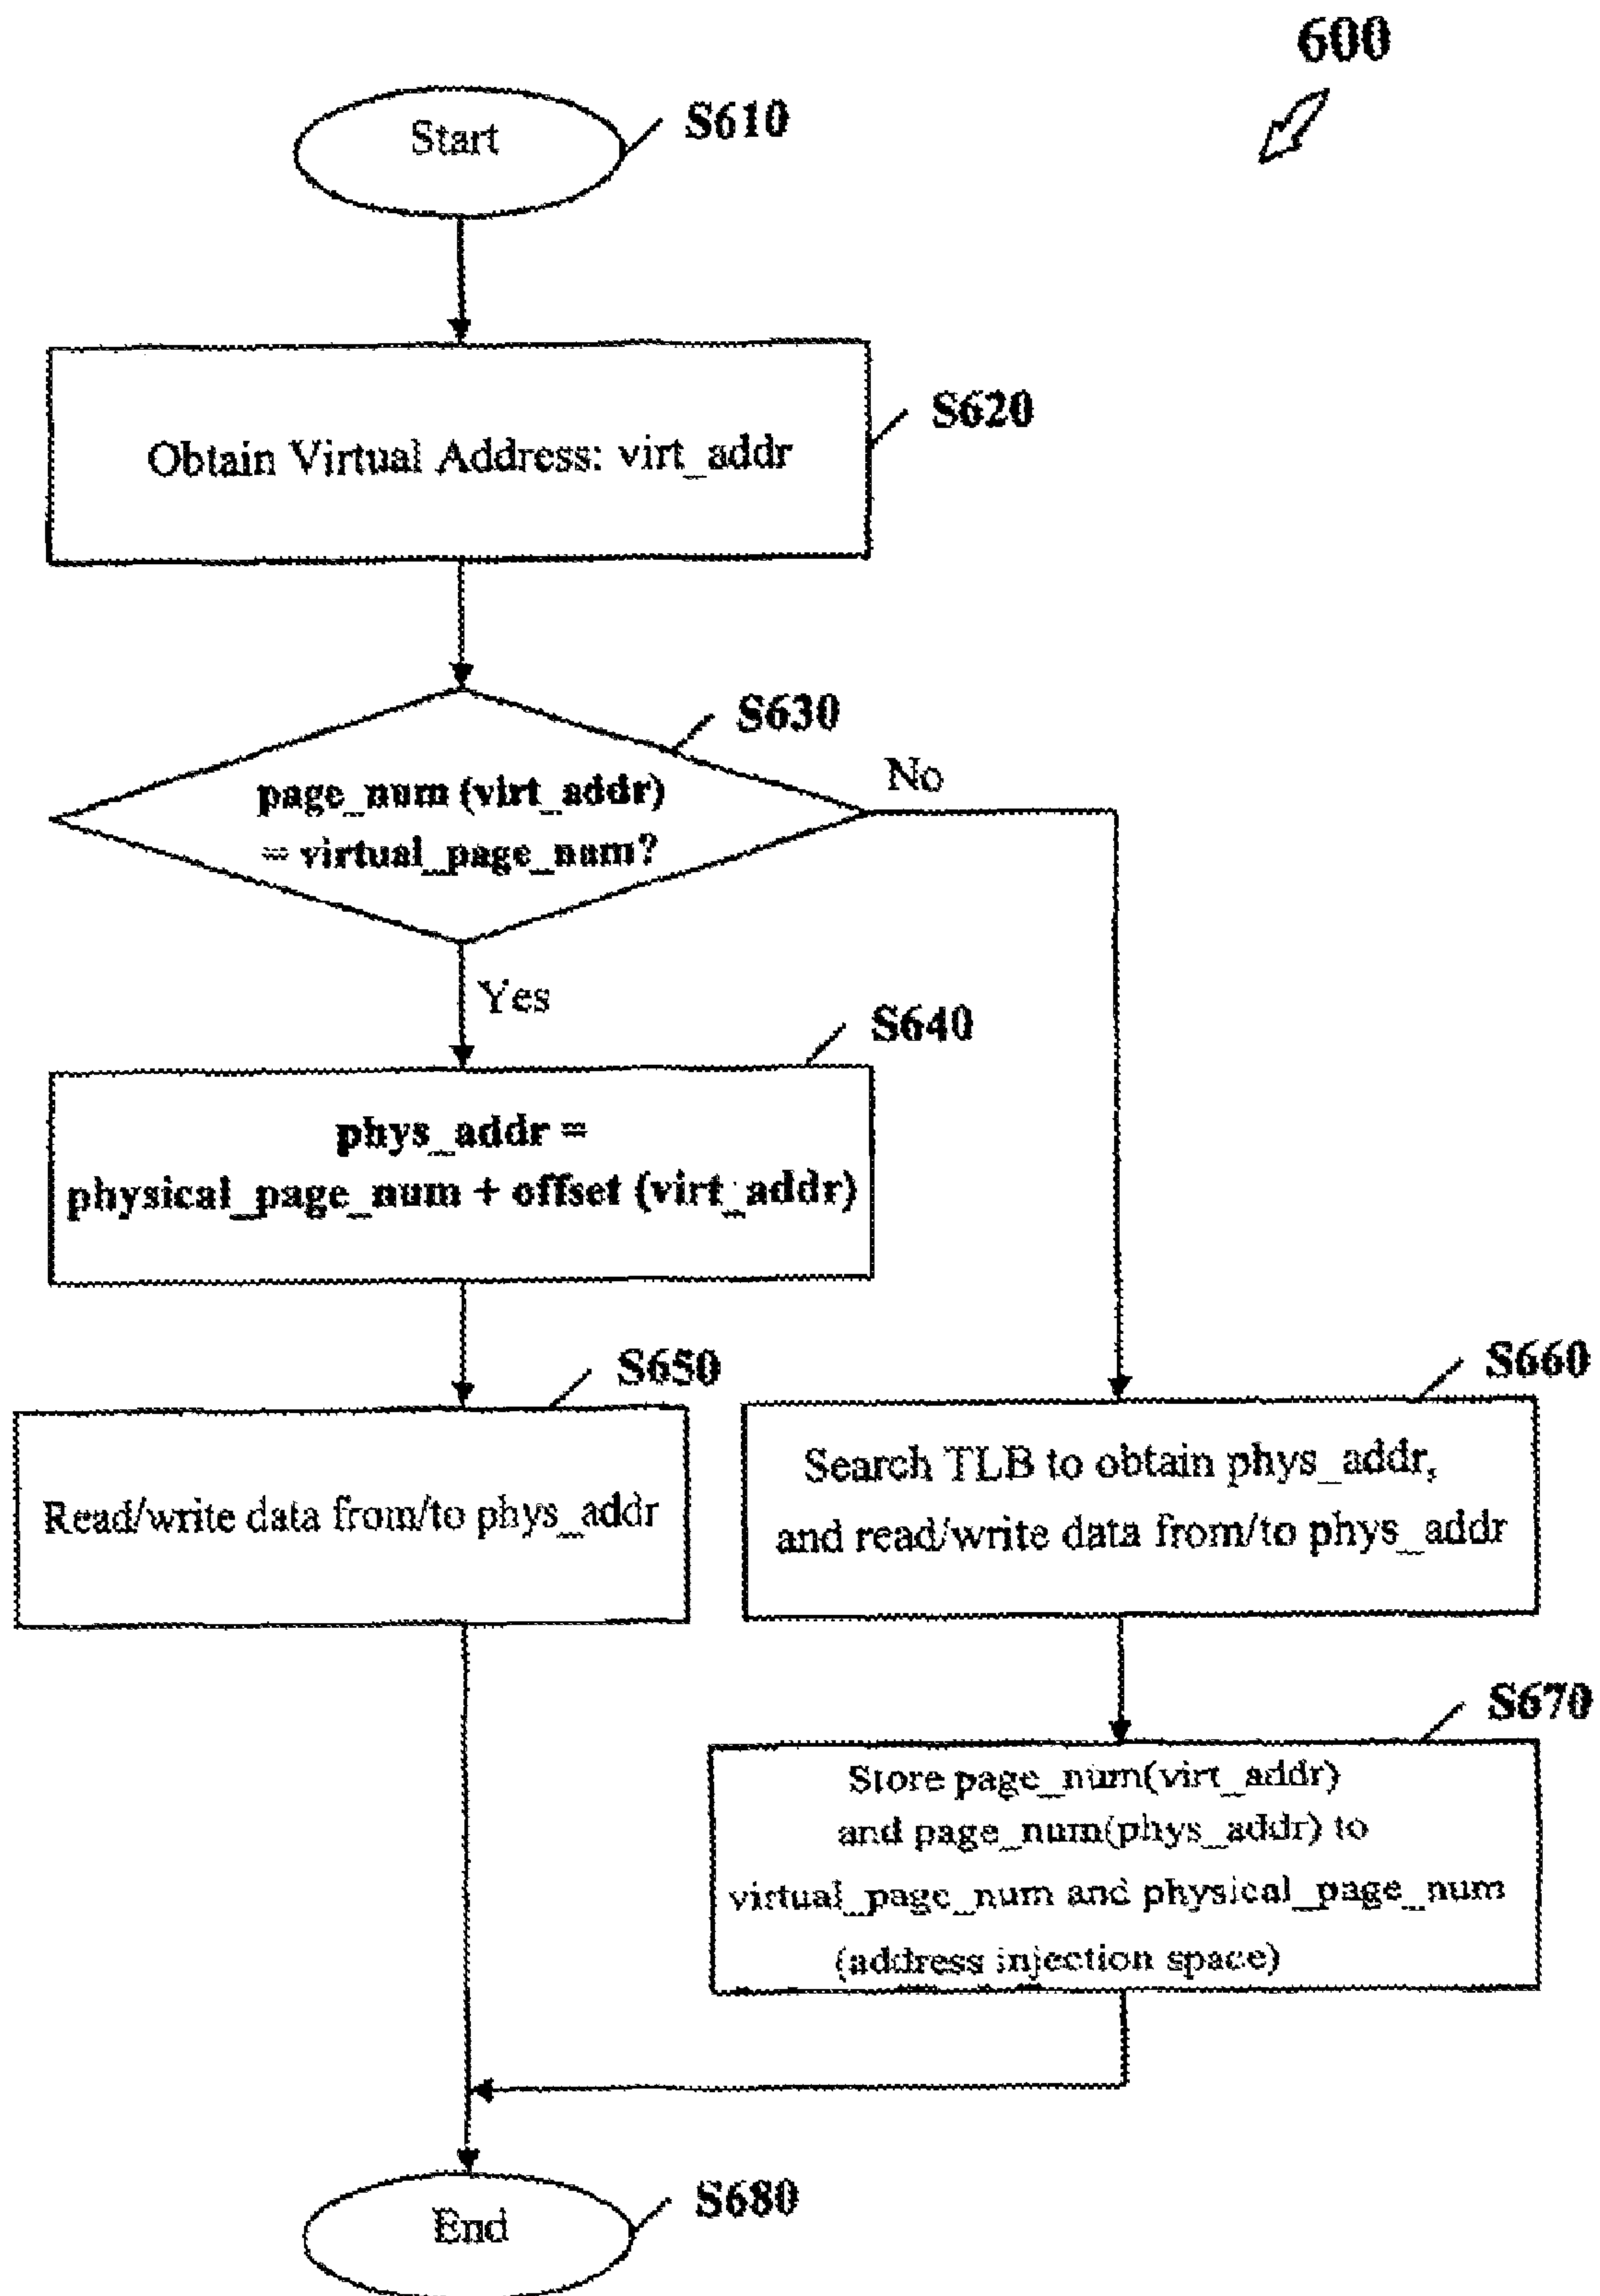 600
Start
S610
Obtain Virtual Address: virt_addr
S620
S630
page_num (virt_addr)
= virtual_page_num?
No
Yes
S640
phys_addr =
physical_page_num + offset (virt_addr)
S650
Read/write data from/to phys_addr
S660
Search TLB to obtain phys_addr,
and read/write data from/to phys_addr
S670
Store page_num(virt_addr)
and page_num(phys_addr) to
virtual_page_num and physical_page_num
(address injection space)
End
S680